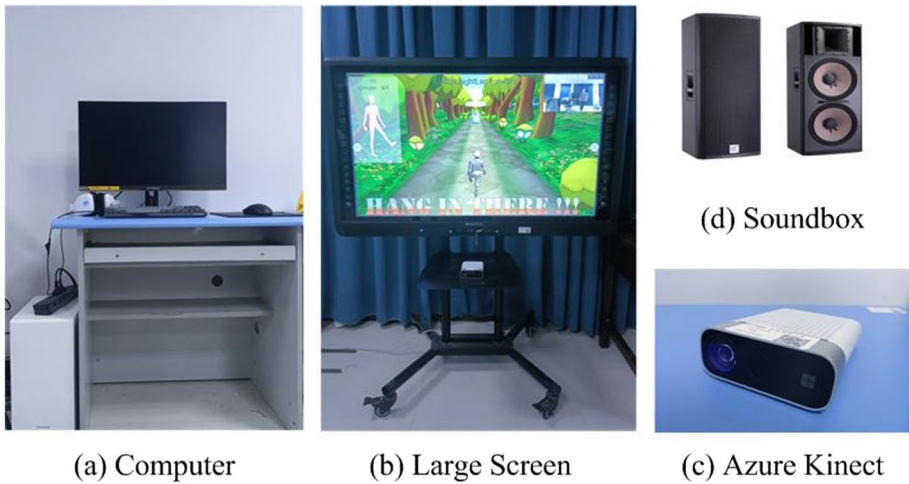 HANG IN THERE !!!
(d) Soundbox
(a) Computer
(b) Large Screen
(c) Azure Kinect